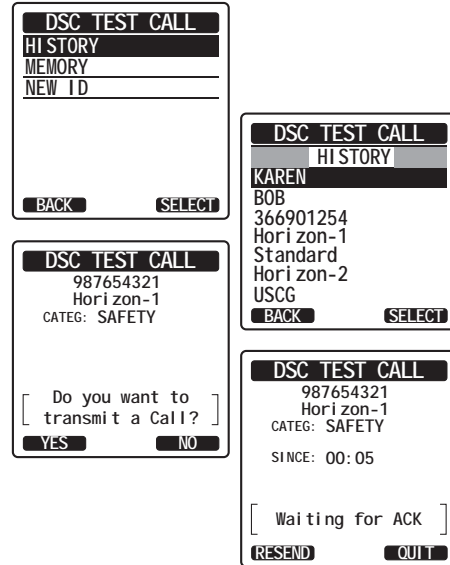 DSC TEST CALL
HISTORY
MEMORY
NEW ID
BACK SELECT
DSC TEST CALL
HISTORY
KAREN
BOB
366901254
Horizon-1
Standard
Horizon-2
USCG
BACK SELECT
DSC TEST CALL
987654321
Horizon-1
CATEG: SAFETY
Do you want to
transmit a Call?
YES NO
DSC TEST CALL
987654321
Horizon-1
CATEG: SAFETY
SINCE: 00:05
Waiting for ACK
RESEND QUIT